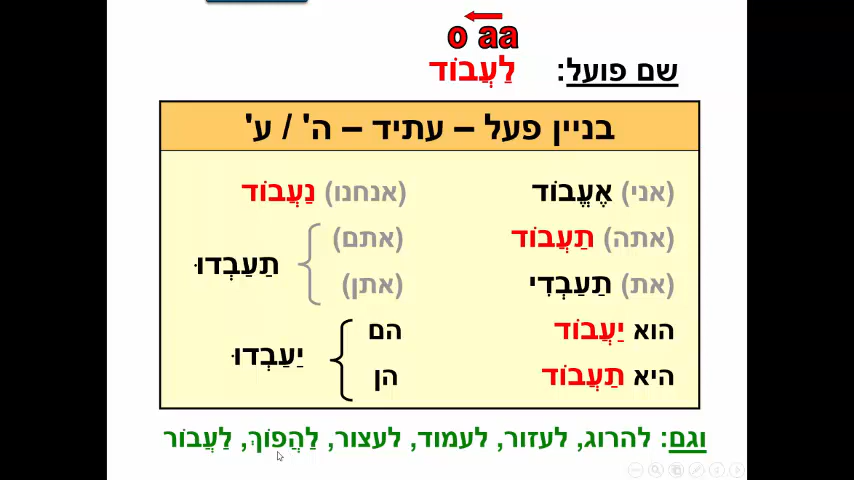 o aa
שם פועל: לַעֲבוֹד
בניין פעל – עתיד – ה' / ע'
(אני) אֶעֱבוֹד
(אתה) תַעֲבוֹד
(את) תַעַבְדִי
הוא יַעֲבוֹד
היא תַעֲבוֹד
(אנחנו) נַעֲבוֹד
(אתם)
(אתן)
תַעַבְדוּ
הם
הן
יַעַבְדוּ
וגם: להרוג, לעזור, לעמוד, לעצור, לַהֲפוֹךְ, לַעֲבוֹר